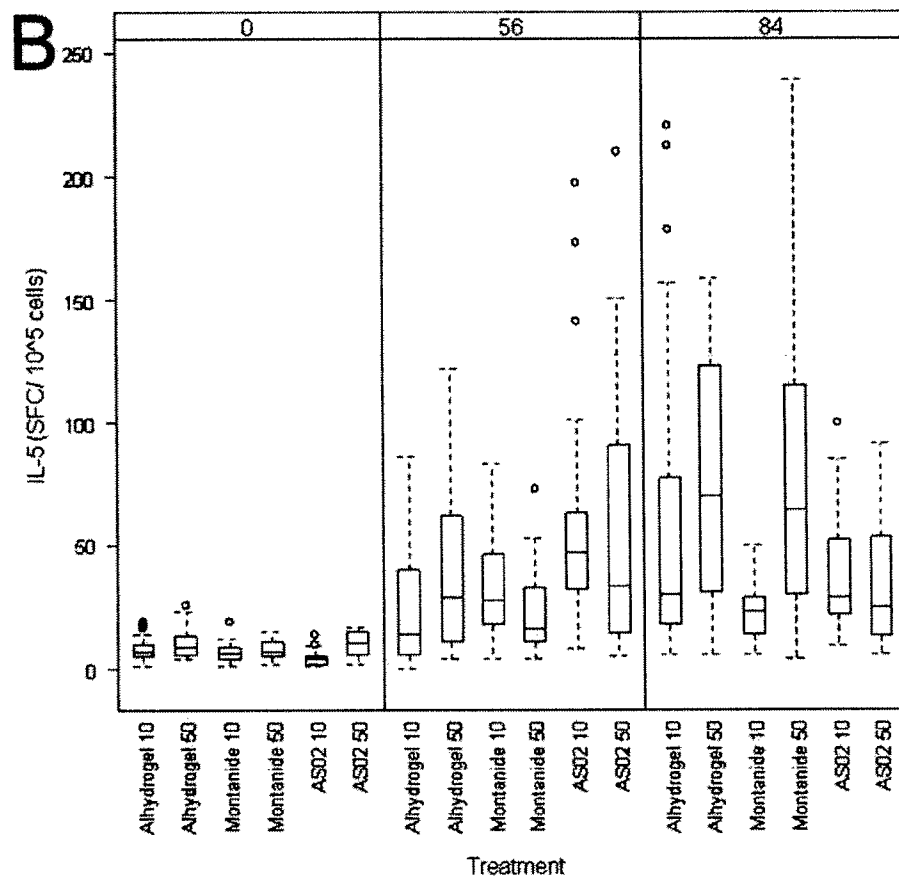 B
0 56 84
250
200
150
100
50
0
IL-5 (SFC/ 10^5 cells)
Alhydrogel 10
Alhydrogel 50
Montanide 10
Montanide 50
AS02 10
AS02 50
Alhydrogel 10
Alhydrogel 50
Montanide 10
Montanide 50
AS02 10
AS02 50
Alhydrogel 10
Alhydrogel 50
Montanide 10
Montanide 50
AS02 10
AS02 50
Treatment